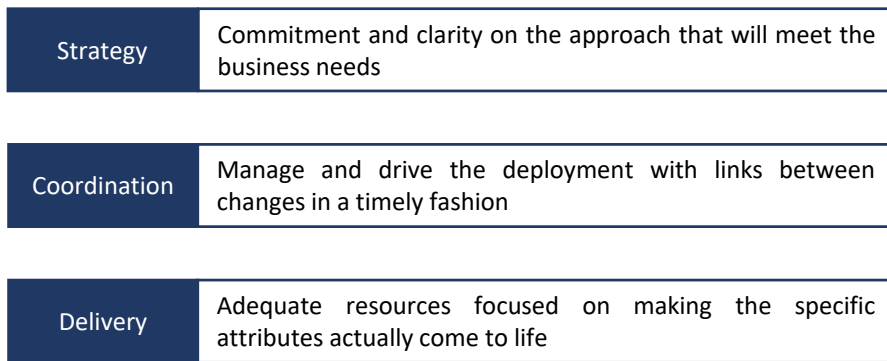 Strategy
Commitment and clarity on the approach that will meet the
business needs
Coordination
Manage and drive the deployment with links between
changes in a timely fashion
Delivery
Adequate resources focused on making the specific
attributes actually come to life